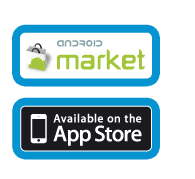 android
market
Available on the
App Store